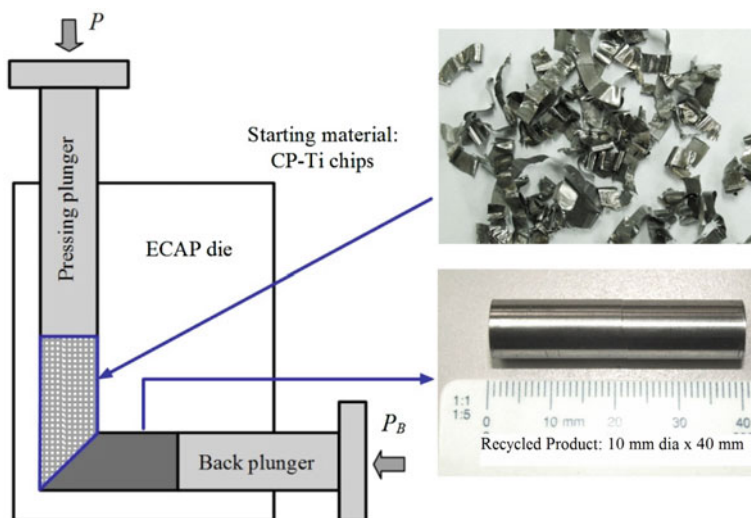 P
Pressing plunger
ECAP die
Starting material:
CP-Ti chips
P_B
Back plunger
1:1
1:5
0 10 mm 20 30 40
Recycled Product: 10 mm dia x 40 mm